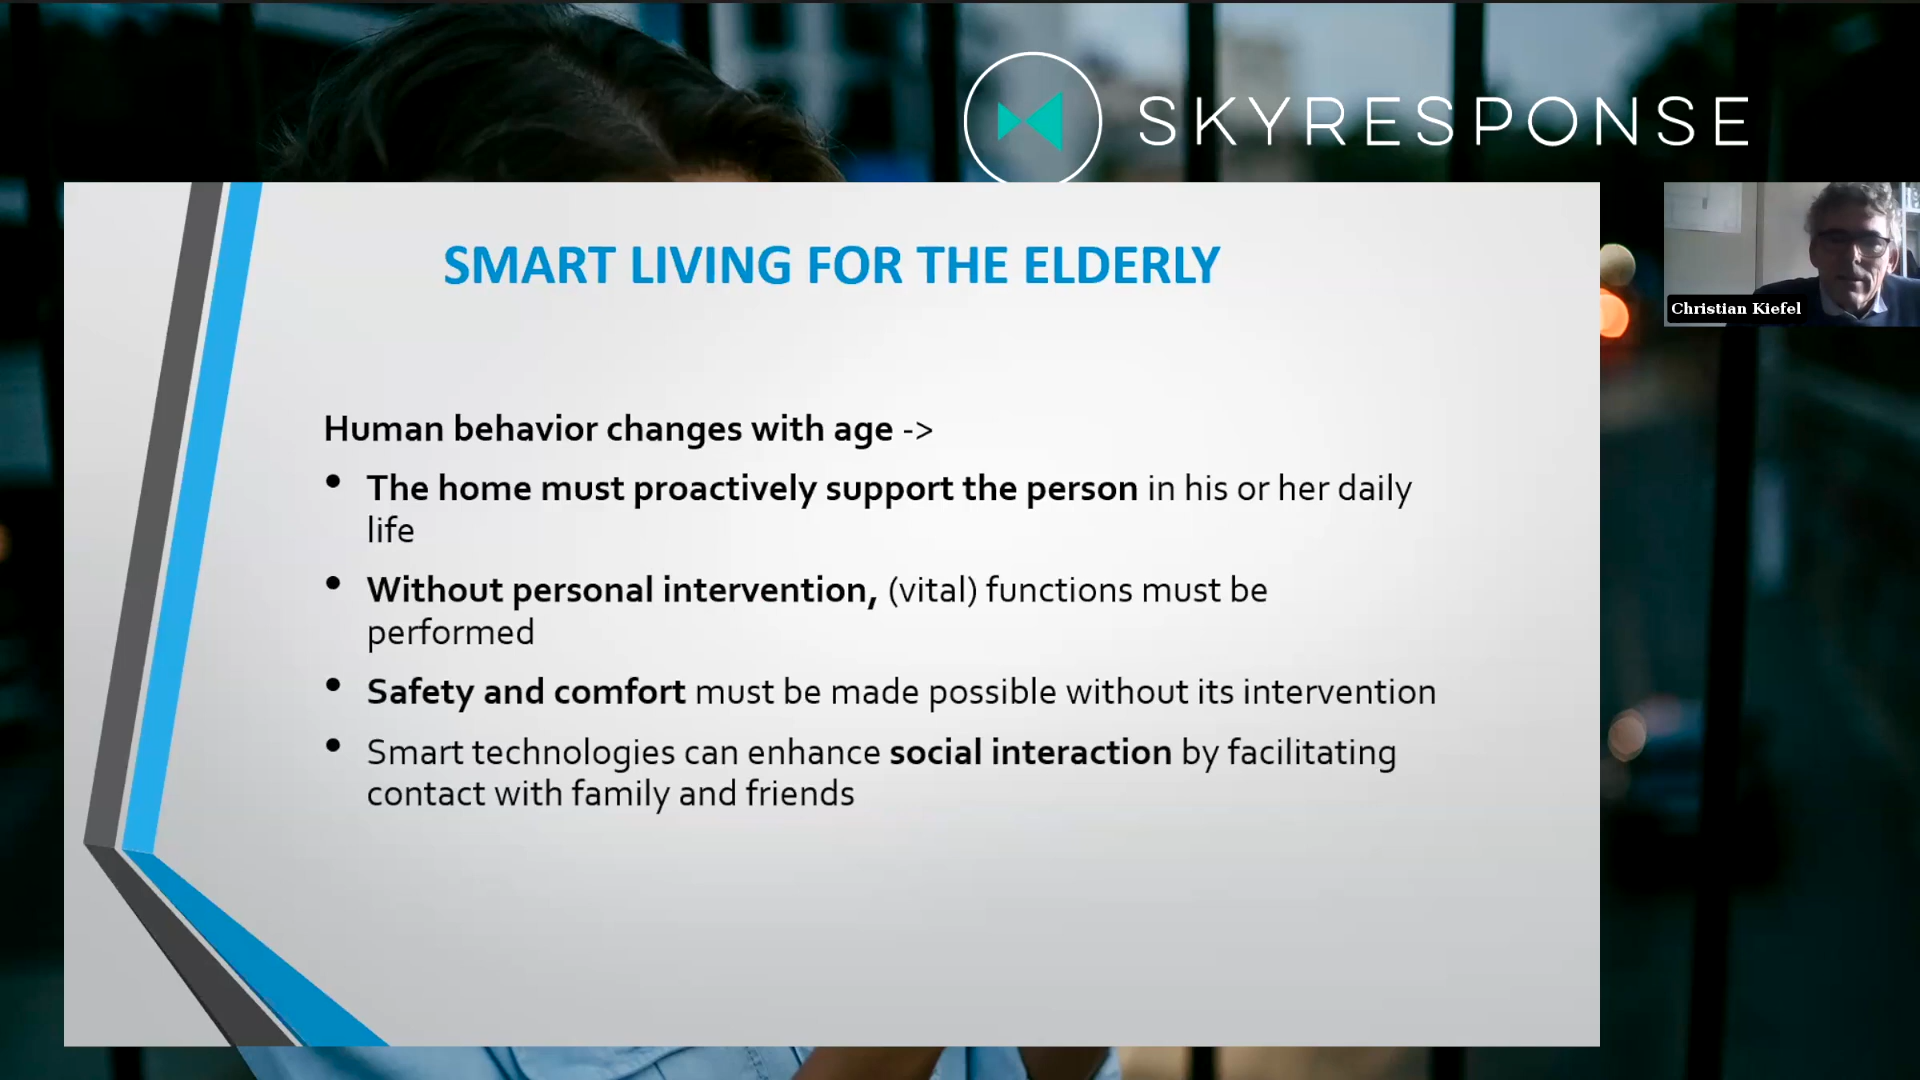 SKYRESPONSE
SMART LIVING FOR THE ELDERLY
Christian Kiefel
Human behavior changes with age ->
• The home must proactively support the person in his or her daily
life
• Without personal intervention, (vital) functions must be
performed
• Safety and comfort must be made possible without its intervention
• Smart technologies can enhance social interaction by facilitating
contact with family and friends